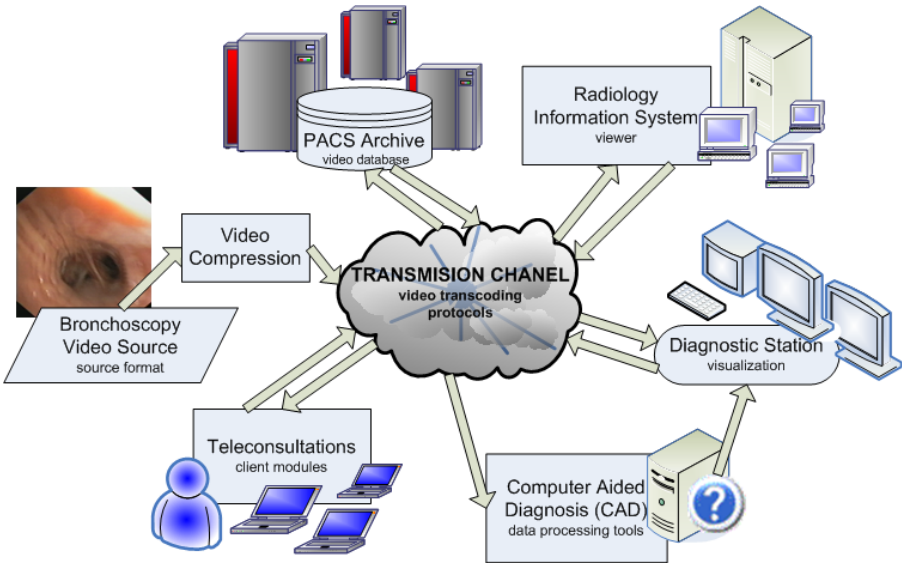 PACS Archive
video database
Radiology
Information System
viewer
Video
Compression
TRANSMISION CHANEL
video transcoding
protocols
Bronchoscopy
Video Source
source format
Diagnostic Station
visualization
Teleconsultations
client modules
Computer Aided
Diagnosis (CAD)
data processing tools
?